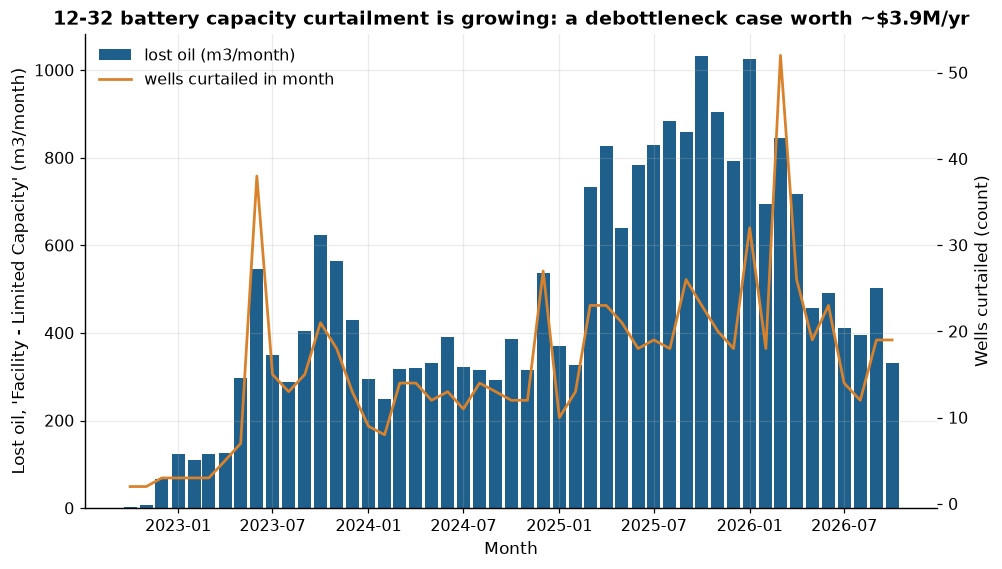 12-32 battery capacity curtailment is growing: a debottleneck case worth ~$3.9M/yr
lost oil (m3/month)
wells curtailed in month
Lost oil, 'Facility - Limited Capacity' (m3/month)
1000
800
600
400
200
0
50
40
30
20
10
0
Wells curtailed (count)
2023-01 2023-07 2024-01 2024-07 2025-01 2025-07 2026-01 2026-07
Month